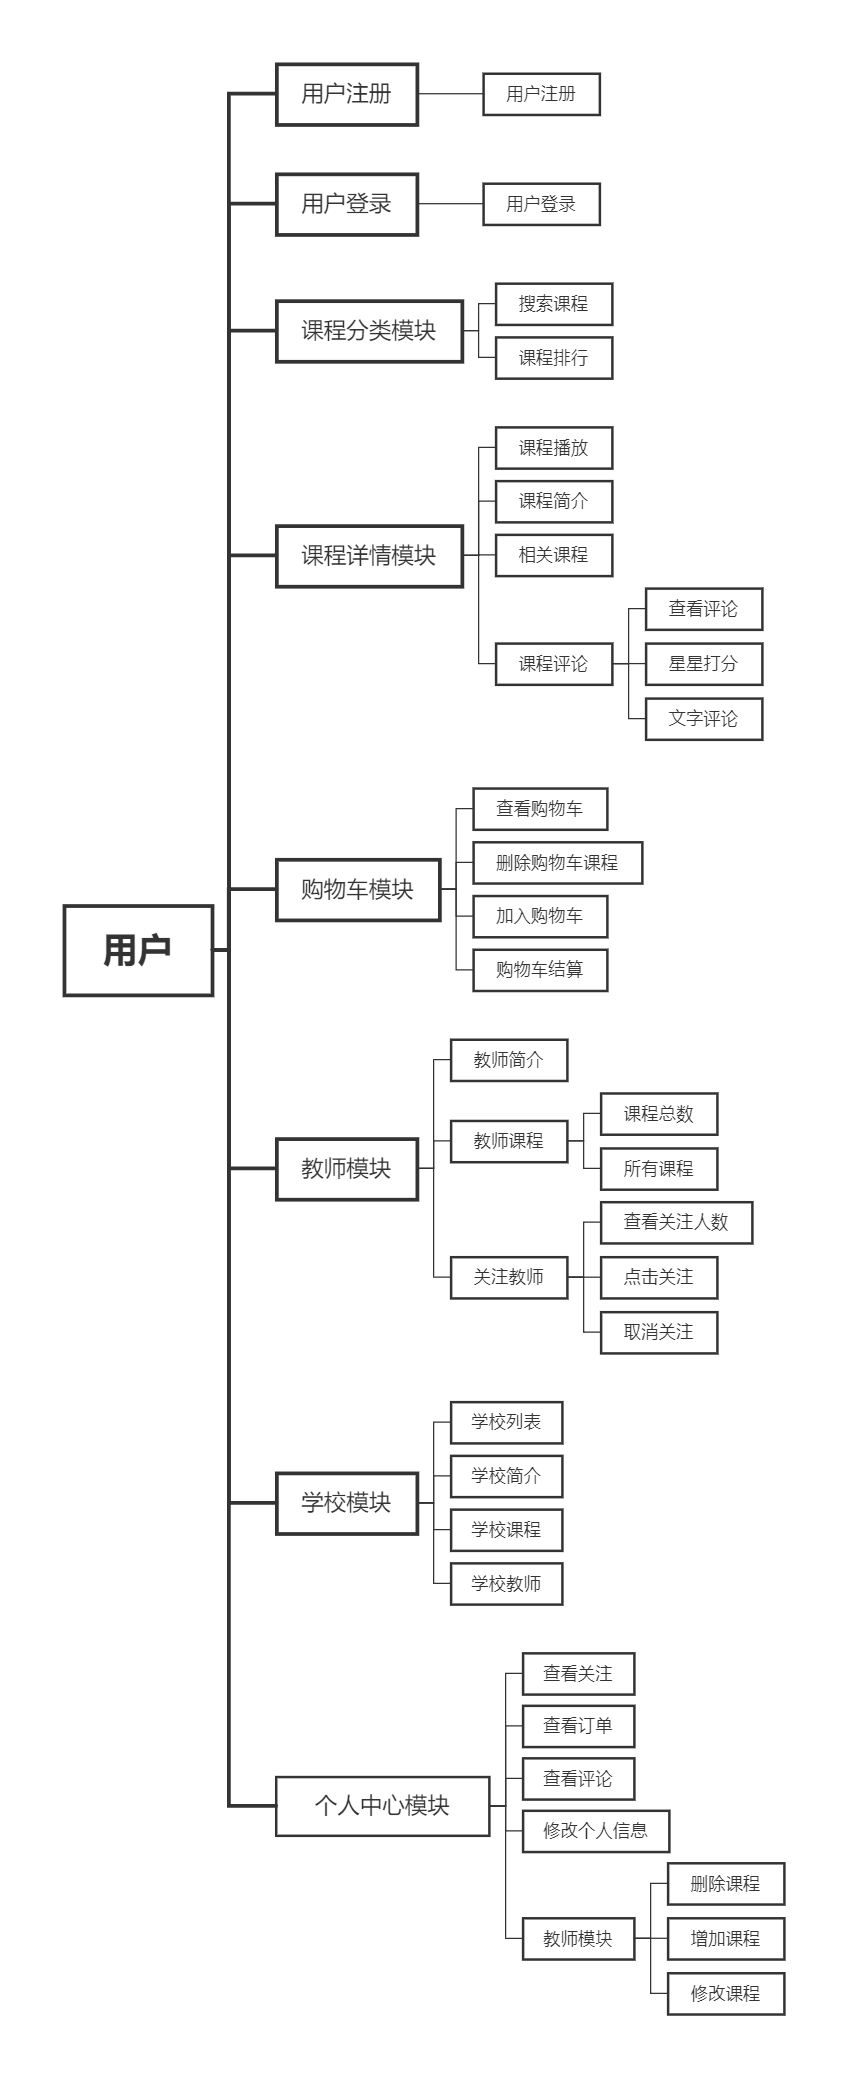 用户
用户注册
用户注册
用户登录
用户登录
课程分类模块
搜索课程
课程排行
课程详情模块
课程播放
课程简介
相关课程
课程评论
查看评论
星星打分
文字评论
购物车模块
查看购物车
删除购物车课程
加入购物车
购物车结算
教师模块
教师简介
教师课程
课程总数
所有课程
关注教师
查看关注人数
点击关注
取消关注
学校模块
学校列表
学校简介
学校课程
学校教师
个人中心模块
查看关注
查看订单
查看评论
修改个人信息
教师模块
删除课程
增加课程
修改课程